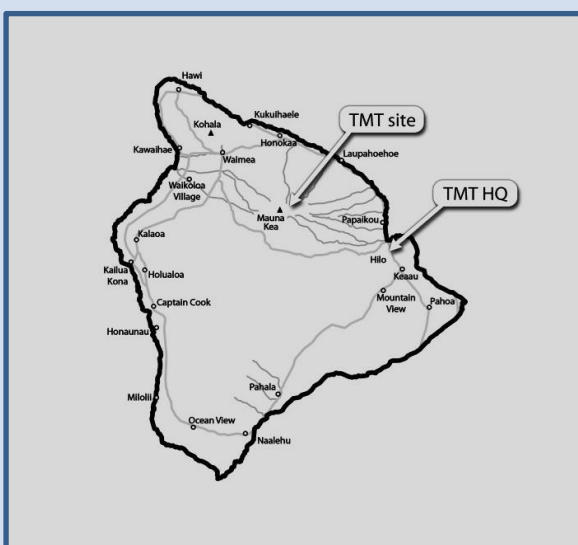 Hawi
Kohala
Kukuihaele
TMT site
Honokaa
Kawaihae
Waimea
Laupahoehoe
Waikoloa
Village
TMT HQ
Mauna
Kea
Papaikou
Kalaoa
Hilo
Kailua
Kona
Holualoa
Keaau
Mountain
View
Pahoa
Captain Cook
Honaunau
Pahala
Milolii
Ocean View
Naalehu